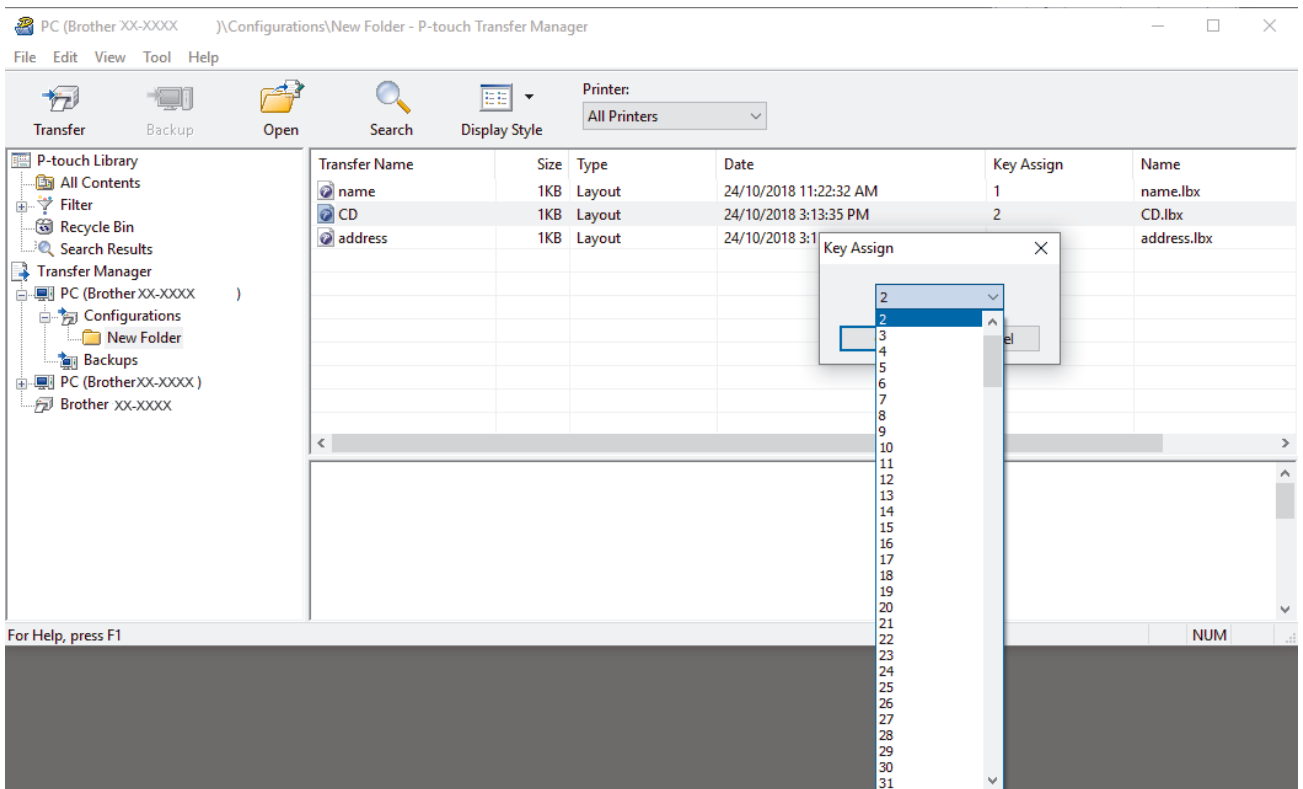 PC (Brother XX-XXXX )\Configurations\New Folder - P-touch Transfer Manager
File Edit View Tool Help
Transfer Backup Open Search Display Style
Printer:
All Printers
P-touch Library
All Contents
Filter
Recycle Bin
Search Results
Transfer Manager
PC (Brother XX-XXXX )
Configurations
New Folder
Backups
PC (BrotherXX-XXXX )
Brother XX-XXXX
Transfer Name Size Type Date Key Assign Name
name 1KB Layout 24/10/2018 11:22:32 AM 1 name.lbx
CD 1KB Layout 24/10/2018 3:13:35 PM 2 CD.lbx
address 1KB Layout 24/10/2018 3:1 address.lbx
Key Assign
2
2
3
4
5
6
7
8
9
10
11
12
13
14
15
16
17
18
19
20
21
22
23
24
25
26
27
28
29
30
31
For Help, press F1 NUM